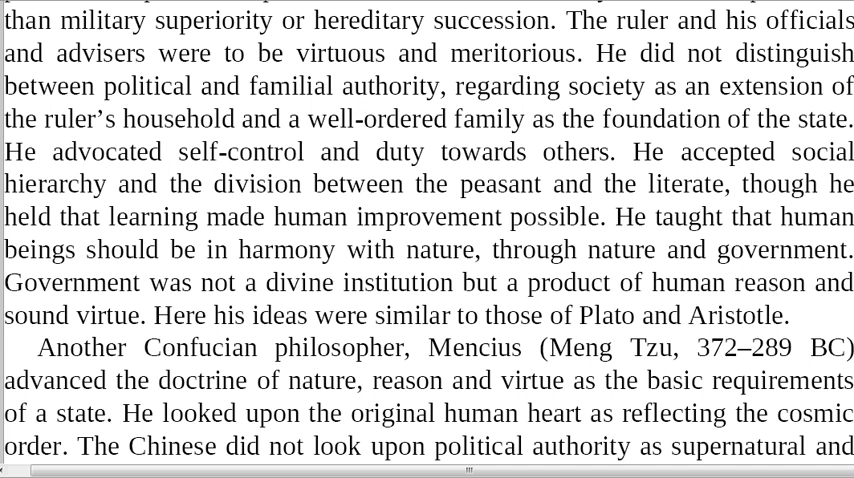 than military superiority or hereditary succession. The ruler and his officials
and advisers were to be virtuous and meritorious. He did not distinguish
between political and familial authority, regarding society as an extension of
the ruler’s household and a well-ordered family as the foundation of the state.
He advocated self-control and duty towards others. He accepted social
hierarchy and the division between the peasant and the literate, though he
held that learning made human improvement possible. He taught that human
beings should be in harmony with nature, through nature and government.
Government was not a divine institution but a product of human reason and
sound virtue. Here his ideas were similar to those of Plato and Aristotle.
Another Confucian philosopher, Mencius (Meng Tzu, 372–289 BC)
advanced the doctrine of nature, reason and virtue as the basic requirements
of a state. He looked upon the original human heart as reflecting the cosmic
order. The Chinese did not look upon political authority as supernatural and